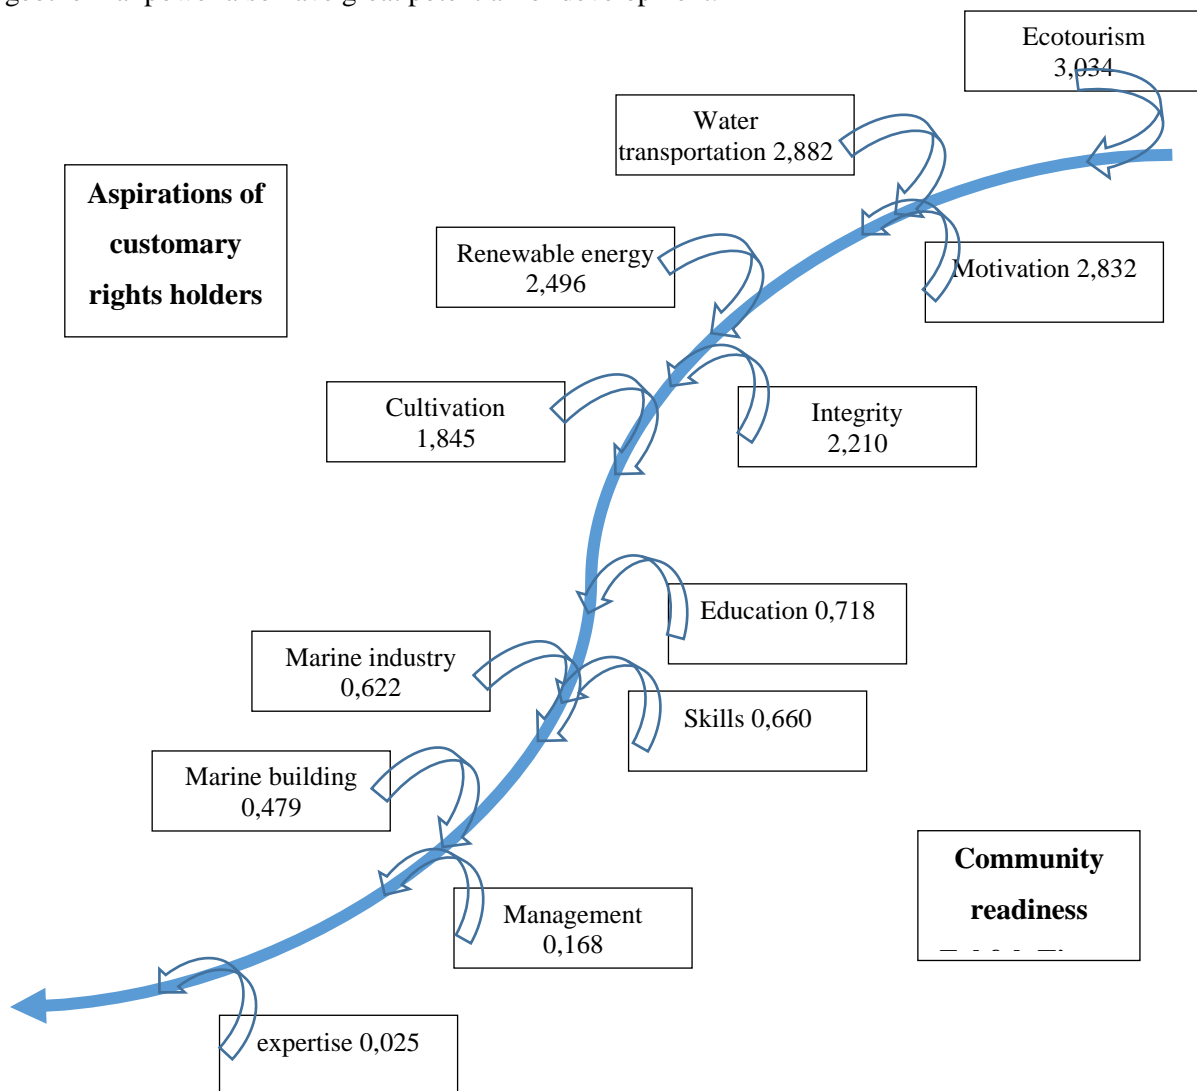 Ecotourism
3,034
Water
transportation 2,882
Aspirations of
customary
rights holders
Renewable energy
2,496
Motivation 2,832
Cultivation
1,845
Integrity
2,210
Education 0,718
Marine industry
0,622
Skills 0,660
Marine building
0,479
Community
readiness
Management
0,168
expertise 0,025